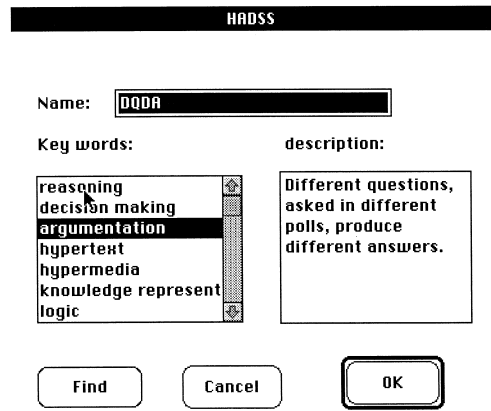 HADSS
Name: DQDA
Key words:
description:
reasoning
decision making
argumentation
hypertext
hypermedia
knowledge represent
logic
Different questions,
asked in different
polls, produce
different answers.
Find
Cancel
OK